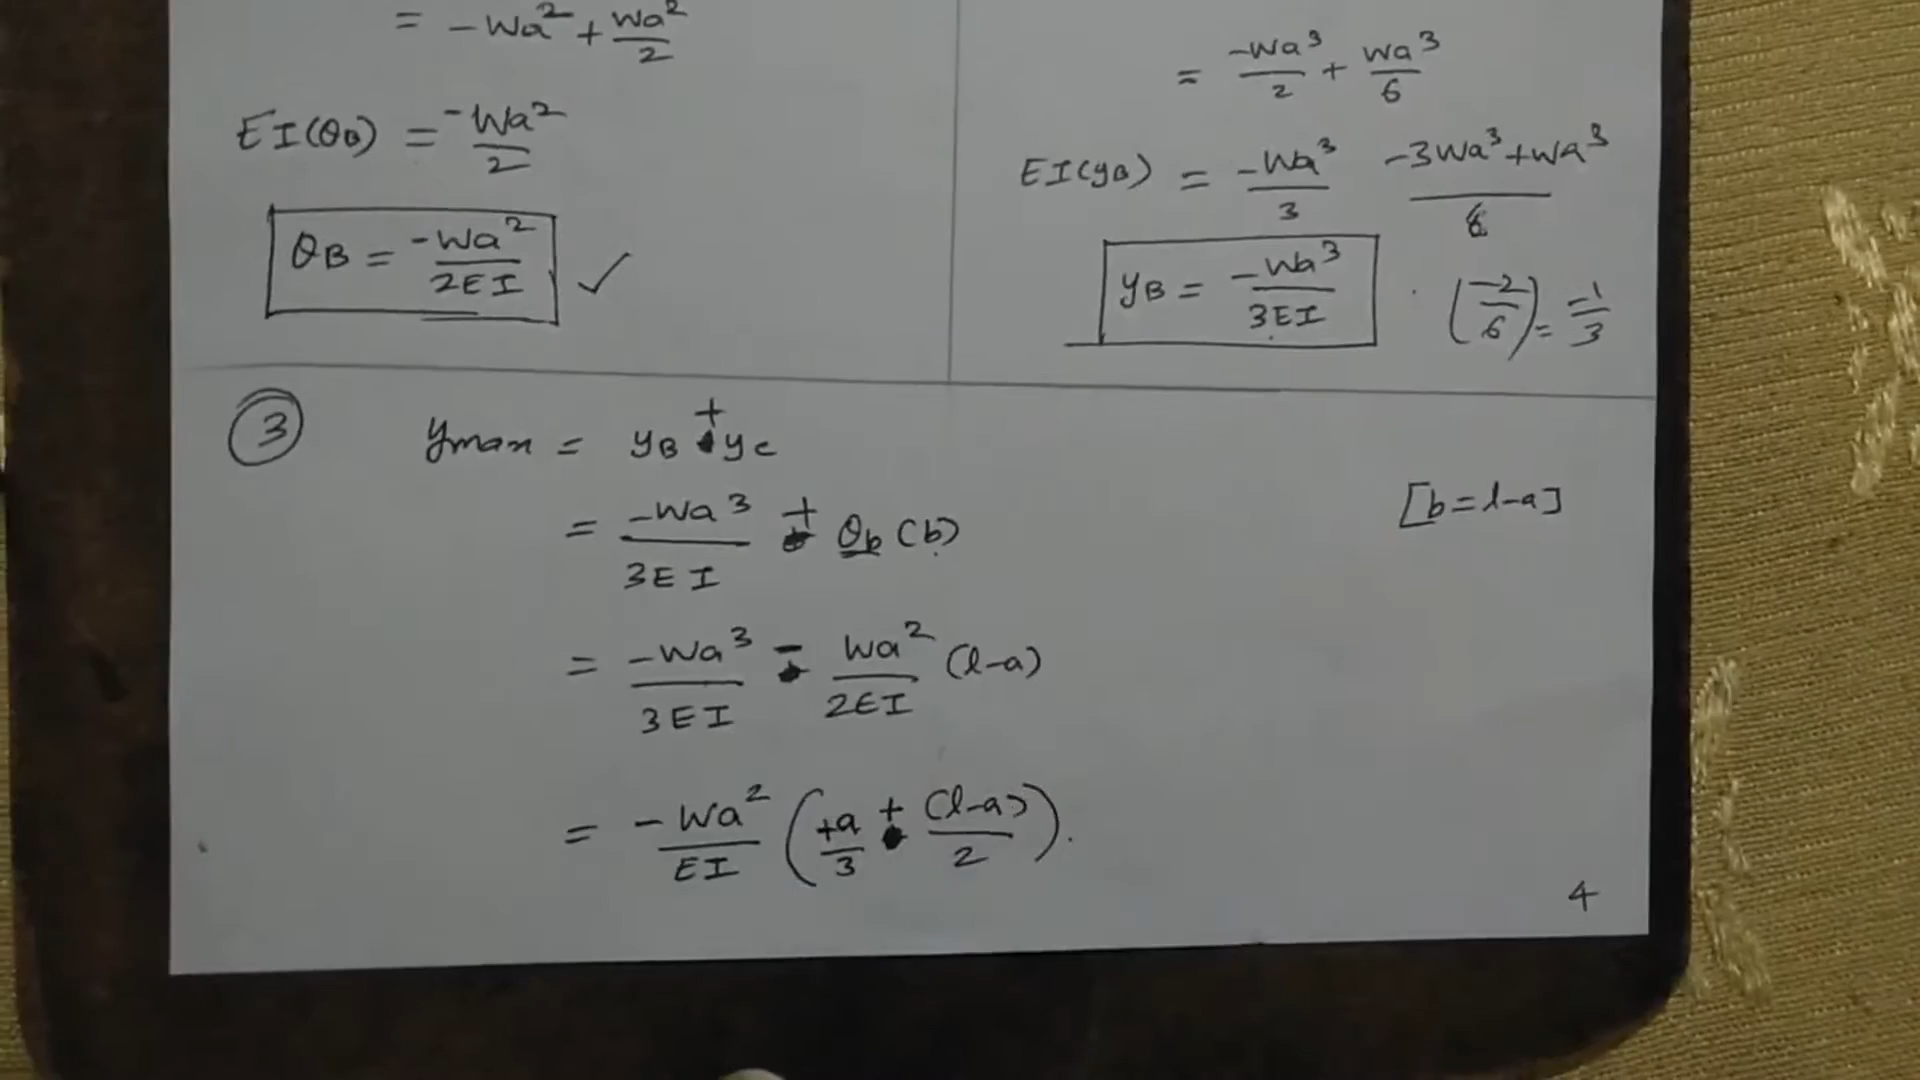 = -Wa² + Wa²/2
EI(θB) = -Wa²/2
θB = -Wa²/2EI ✓
= -Wa³/2 + Wa³/6
EI(yB) = -Wa³/3
-3Wa³+Wa³/6
yB = -Wa³/3EI
(-2/6) = -1/3
3
ymax = yB + yc
= -Wa³/3EI + θb(b)
[b=l-a]
= -Wa³/3EI - Wa²/2EI (l-a)
= -Wa²/EI (+a/3 + (l-a)/2).
4